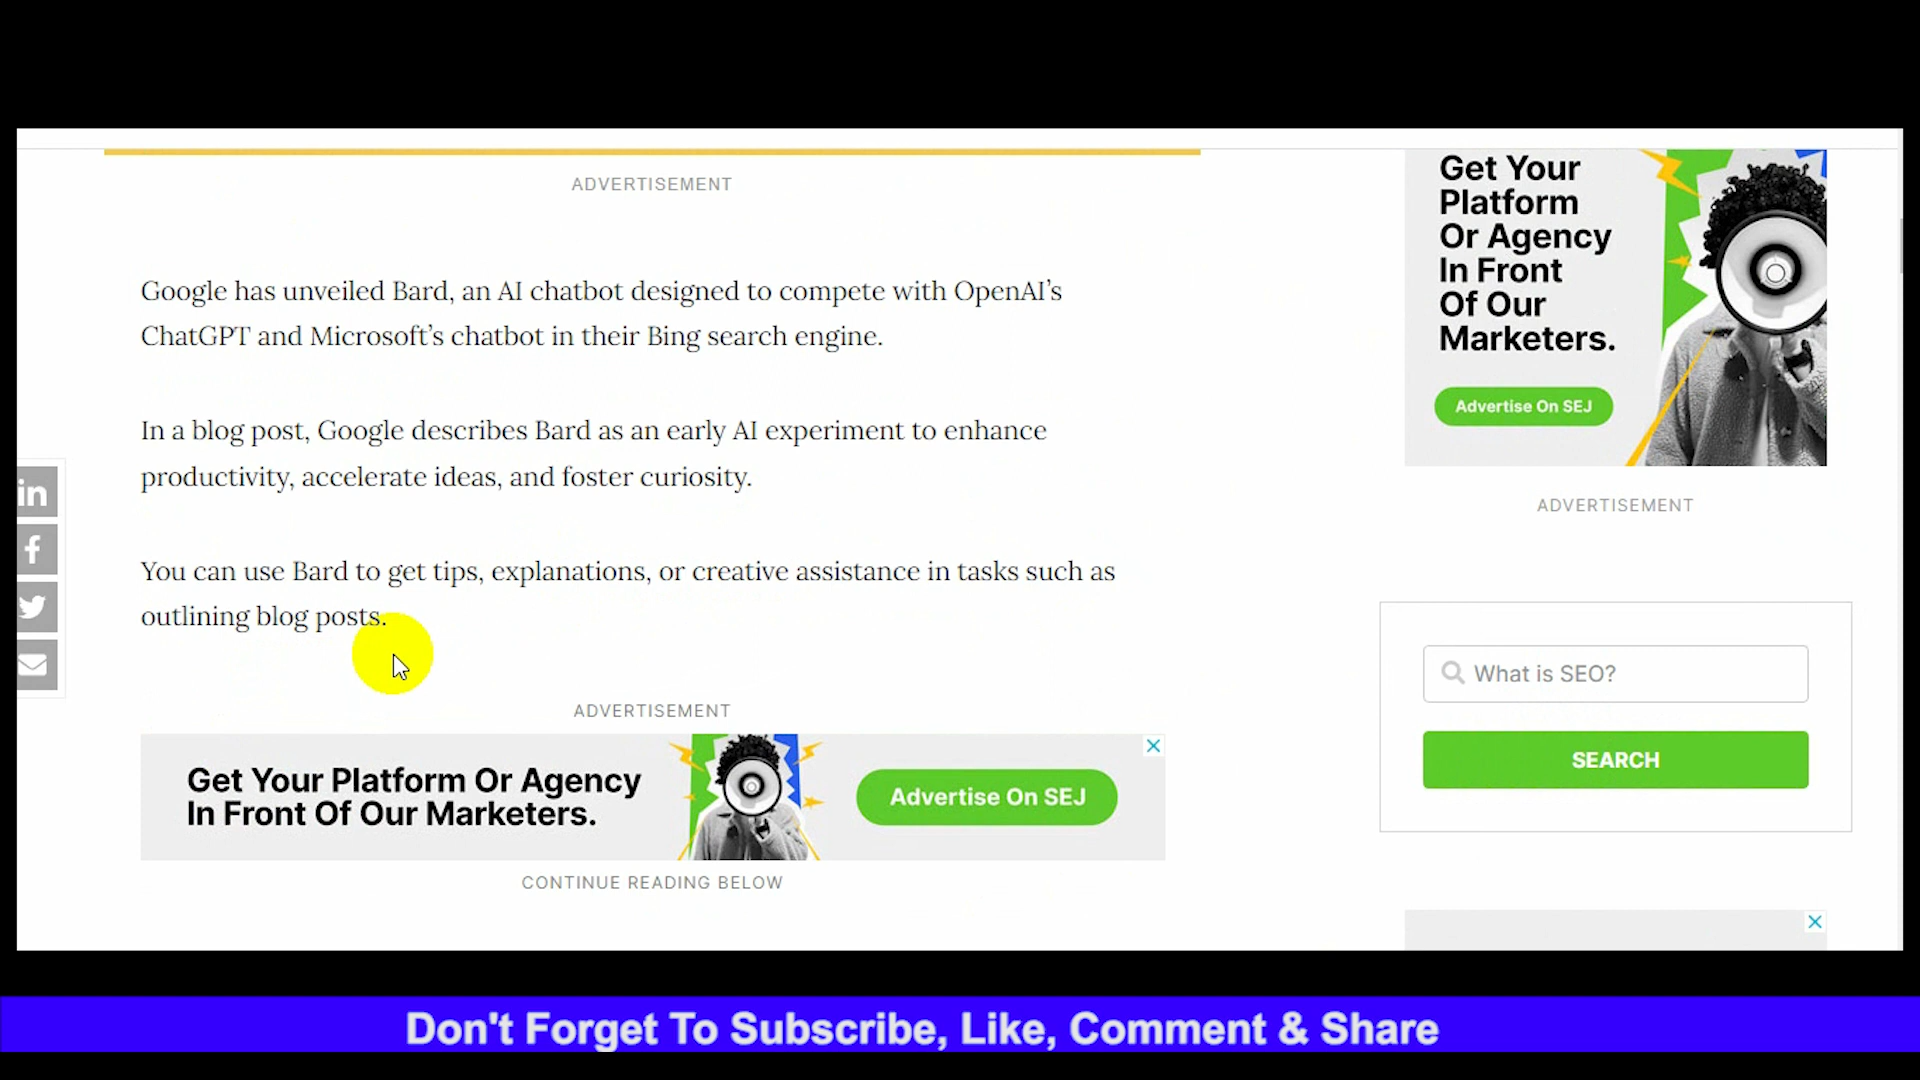 ADVERTISEMENT
Google has unveiled Bard, an AI chatbot designed to compete with OpenAI's
ChatGPT and Microsoft's chatbot in their Bing search engine.
In a blog post, Google describes Bard as an early AI experiment to enhance
productivity, accelerate ideas, and foster curiosity.
You can use Bard to get tips, explanations, or creative assistance in tasks such as
outlining blog posts.
ADVERTISEMENT
Get Your Platform Or Agency
In Front Of Our Marketers.
Advertise On SEJ
CONTINUE READING BELOW
in
f
Get Your
Platform
Or Agency
In Front
Of Our
Marketers.
Advertise On SEJ
ADVERTISEMENT
What is SEO?
SEARCH
Don't Forget To Subscribe, Like, Comment & Share